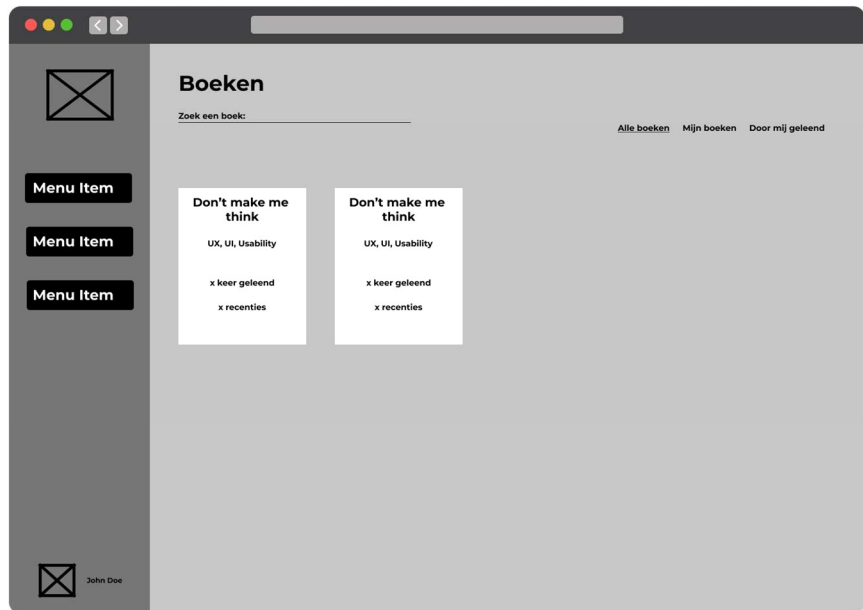 Boeken
Zoek een boek:
Alle boeken Mijn boeken Door mij geleend
Menu Item
Menu Item
Menu Item
Don't make me
think
UX, UI, Usability
x keer geleend
x recenties
Don't make me
think
UX, UI, Usability
x keer geleend
x recenties
John Doe